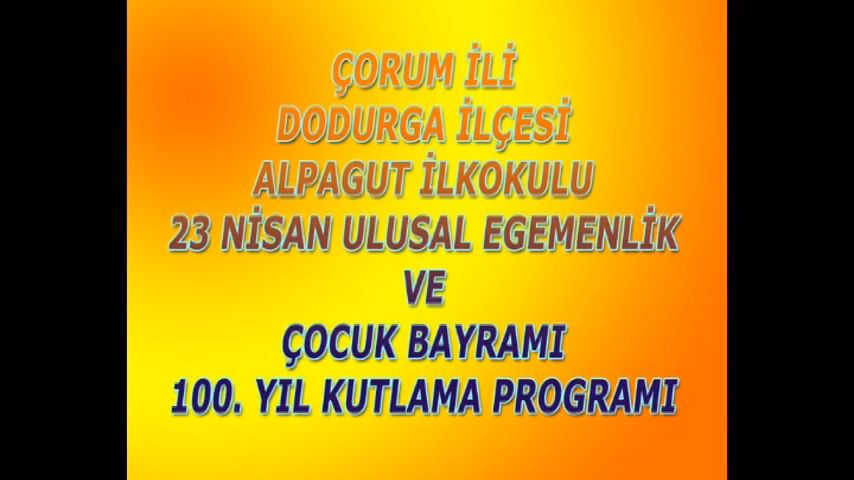 ÇORUM İLİ
DODURGA İLÇESİ
ALPAGUT İLKOKULU
23 NİSAN ULUSAL EGEMENLİK
VE
ÇOCUK BAYRAMI
100. YIL KUTLAMA PROGRAMI